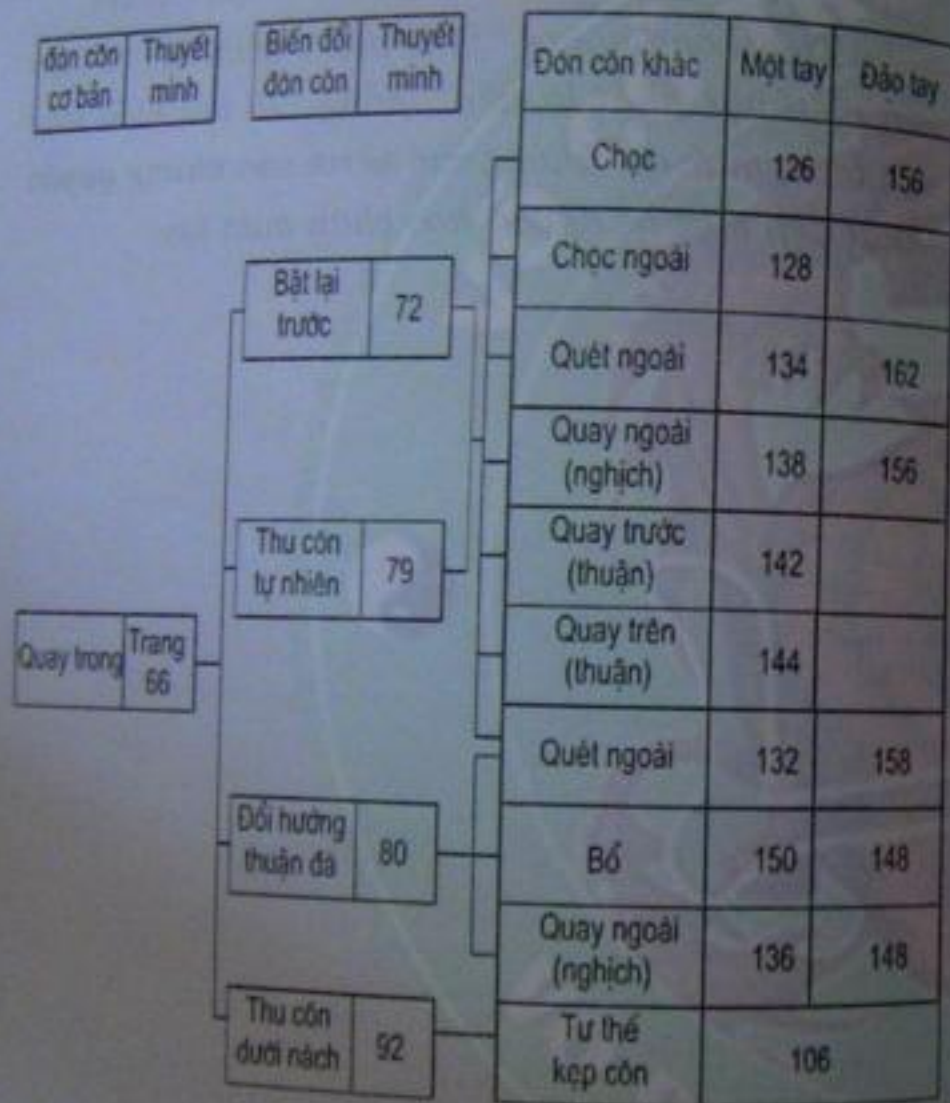 đòn côn
cơ bản
Thuyết
minh
Biến đổi
đòn côn
Thuyết
minh
Đòn côn khác
Một tay
Đảo tay
Chọc
126
156
Chọc ngoài
128
Bật lại
trước
72
Quét ngoài
134
162
Quay ngoài
(nghịch)
138
156
Thu côn
tự nhiên
79
Quay trước
(thuận)
142
Quay trong
Trang
66
Quay trên
(thuận)
144
Quét ngoài
132
158
Đổi hướng
thuận đà
80
Bổ
150
148
Quay ngoài
(nghịch)
136
148
Thu côn
dưới nách
92
Tư thế
kẹp côn
106